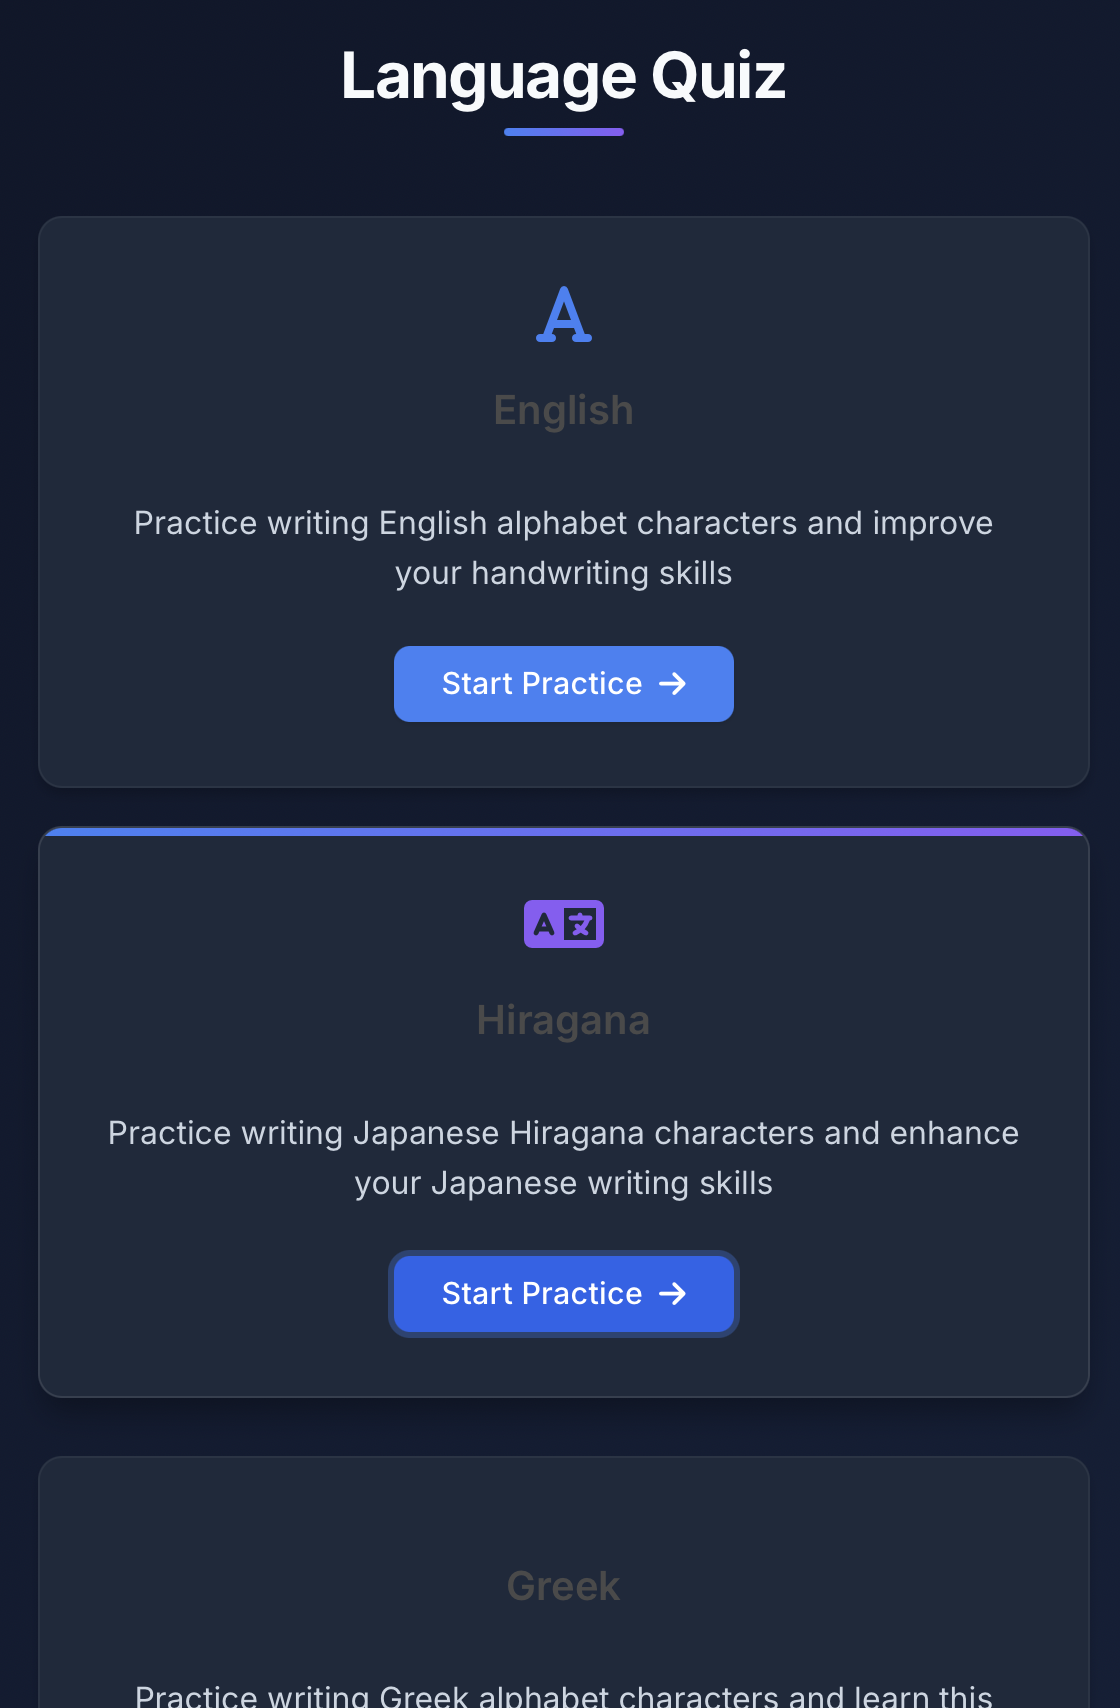 Language Quiz
A
English
Practice writing English alphabet characters and improve
your handwriting skills
Start Practice →
A 文
Hiragana
Practice writing Japanese Hiragana characters and enhance
your Japanese writing skills
Start Practice →
Greek
Practice writing Greek alphabet characters and learn this